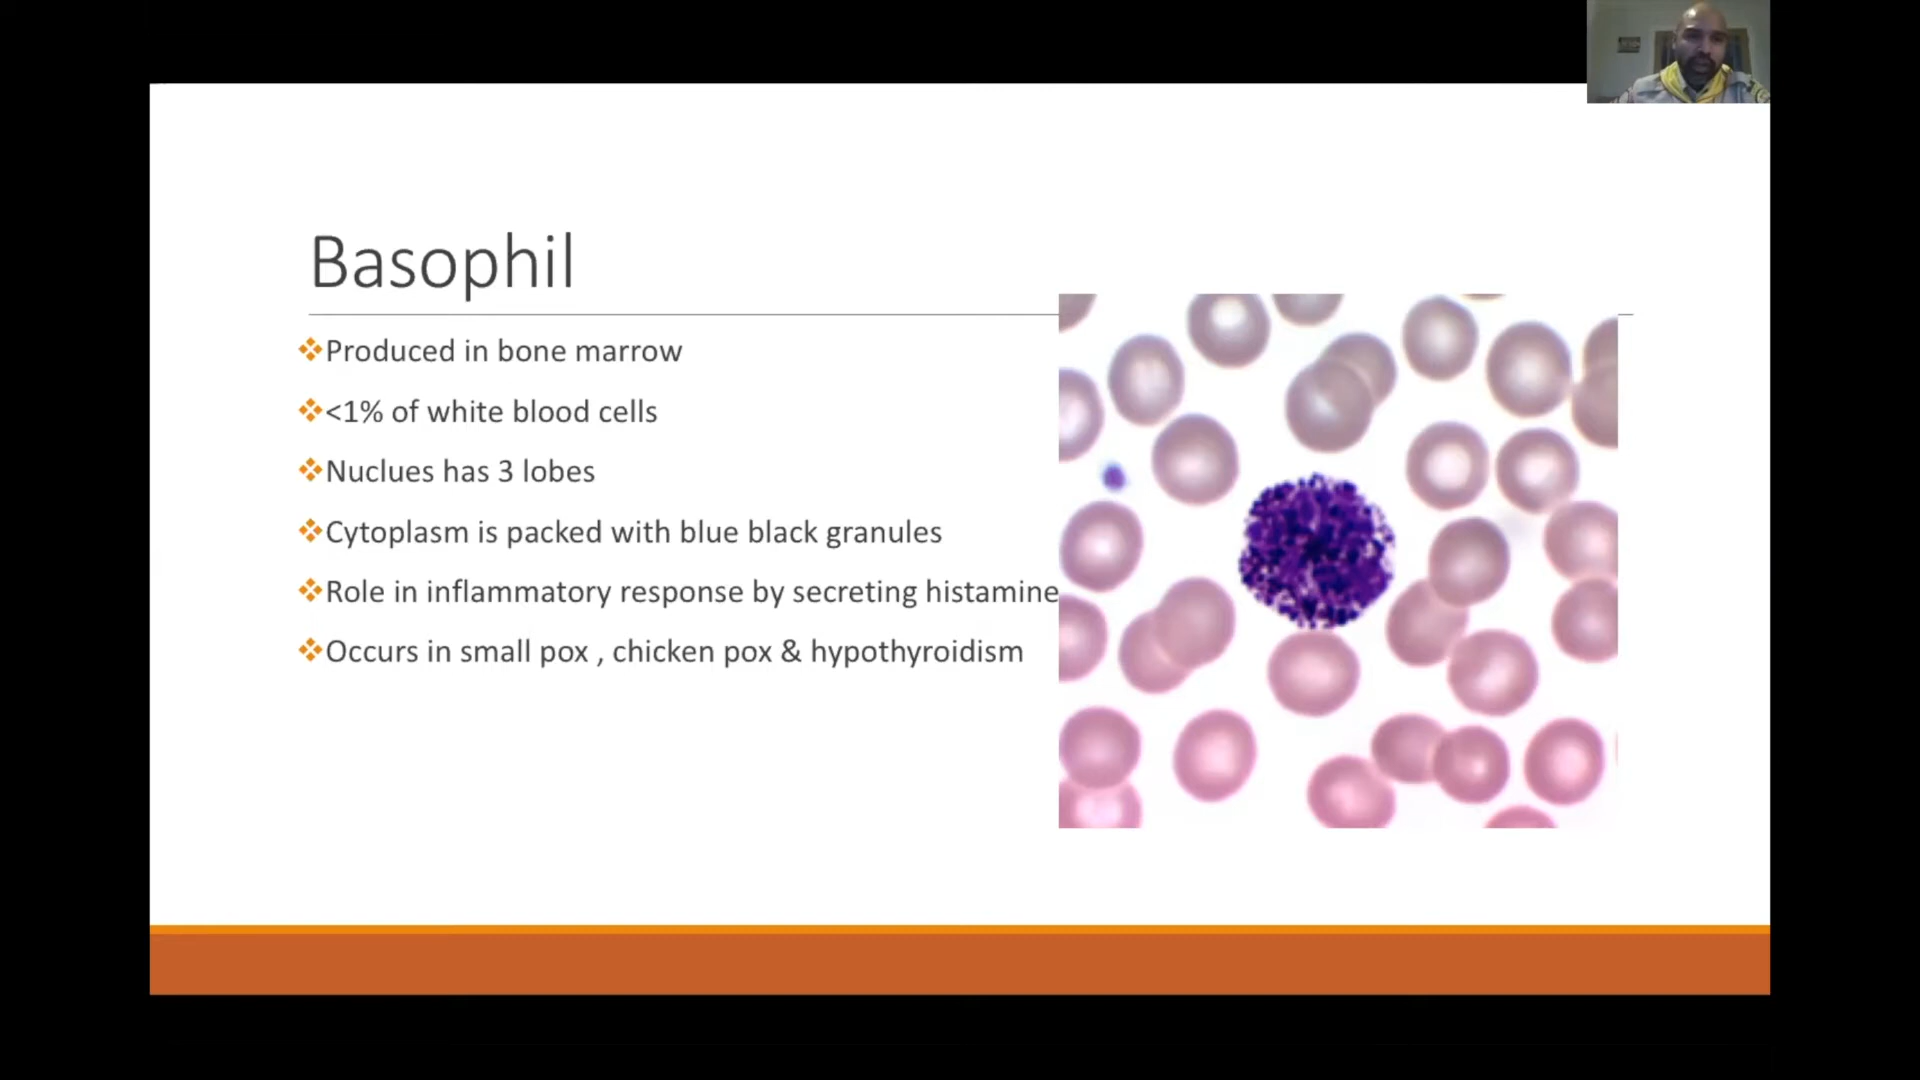 Basophil
Produced in bone marrow
<1% of white blood cells
Nuclues has 3 lobes
Cytoplasm is packed with blue black granules
Role in inflammatory response by secreting histamine
Occurs in small pox , chicken pox & hypothyroidism